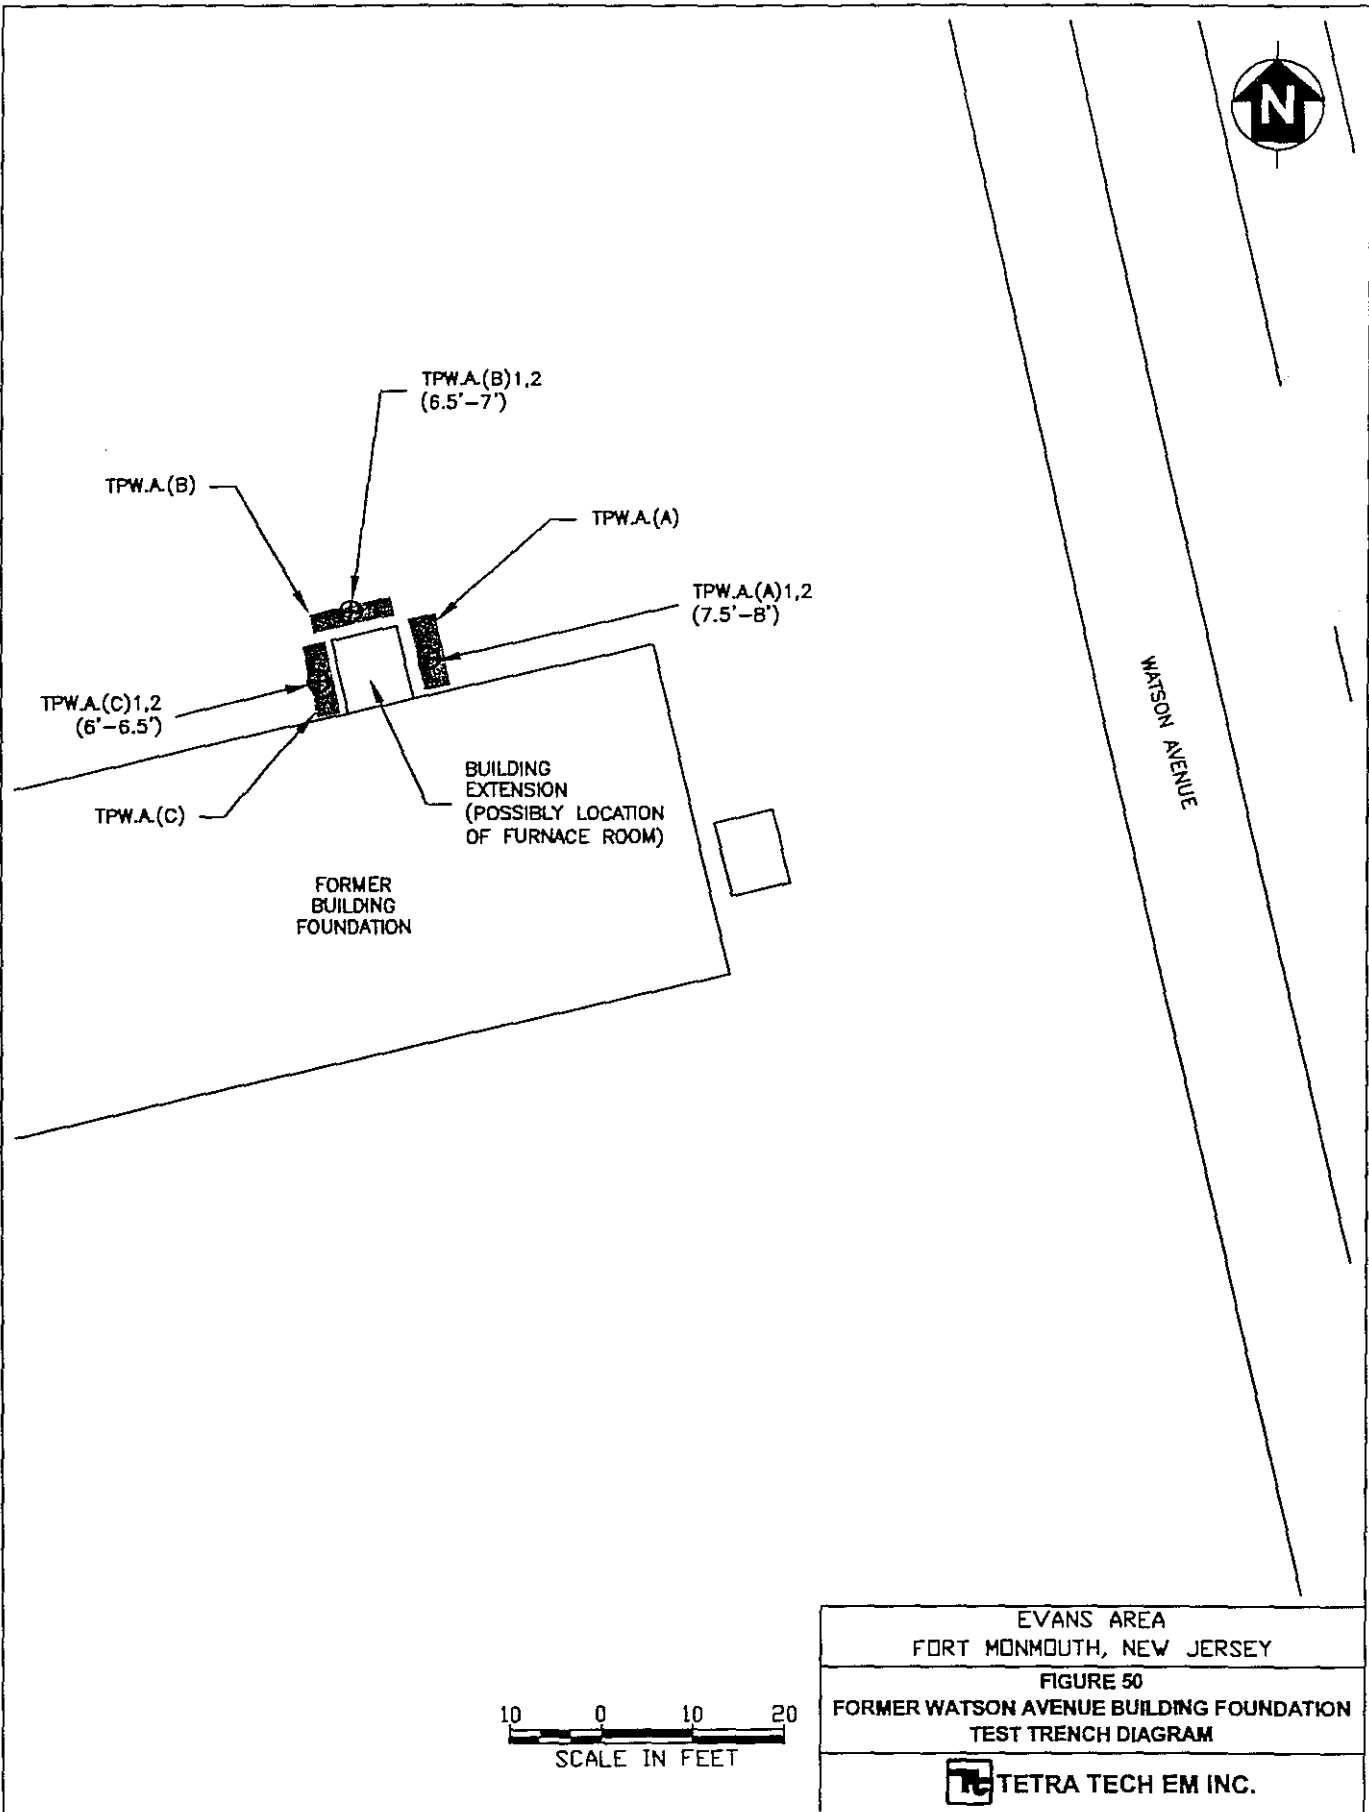 N
TPW.A.(B)1,2
(6.5'-7')
TPW.A.(B)
TPW.A.(A)
TPW.A.(A)1,2
(7.5'-8')
TPW.A.(C)1,2
(6'-6.5')
TPW.A.(C)
BUILDING
EXTENSION
(POSSIBLY LOCATION
OF FURNACE ROOM)
FORMER
BUILDING
FOUNDATION
WATSON AVENUE
10 0 10 20
SCALE IN FEET
EVANS AREA
FORT MONMOUTH, NEW JERSEY
FIGURE 50
FORMER WATSON AVENUE BUILDING FOUNDATION
TEST TRENCH DIAGRAM
TETRA TECH EM INC.